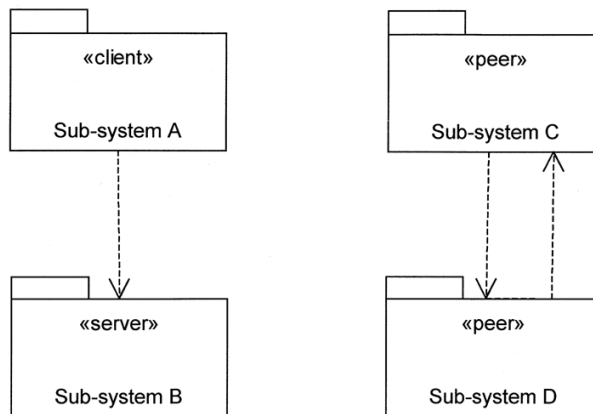 «client»
Sub-system A
«peer»
Sub-system C
«server»
Sub-system B
«peer»
Sub-system D